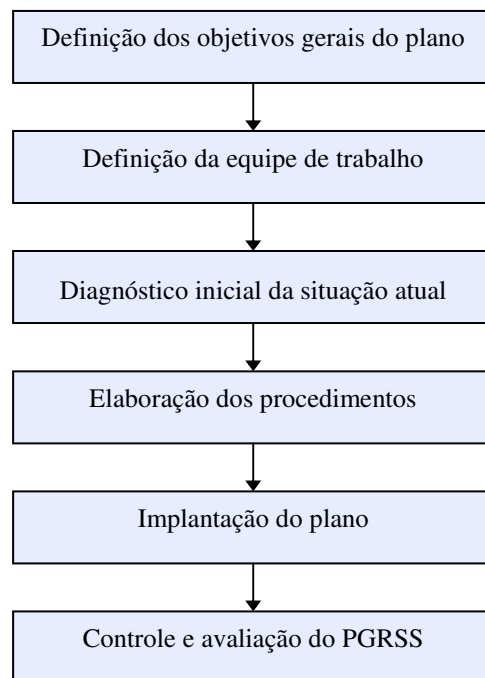 Definição dos objetivos gerais do plano
Definição da equipe de trabalho
Diagnóstico inicial da situação atual
Elaboração dos procedimentos
Implantação do plano
Controle e avaliação do PGRSS